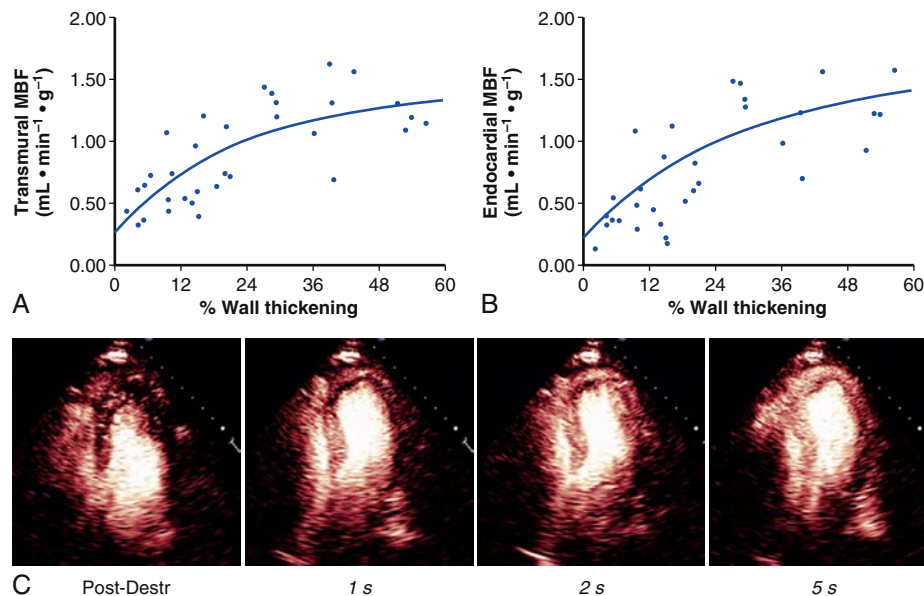 2.00
1.50
1.00
0.50
0.00
Transmural MBF
(mL • min⁻¹ • g⁻¹)
0 12 24 36 48 60
% Wall thickening
A
2.00
1.50
1.00
0.50
0.00
Endocardial MBF
(mL • min⁻¹ • g⁻¹)
0 12 24 36 48 60
% Wall thickening
B
C Post-Destr 1 s 2 s 5 s